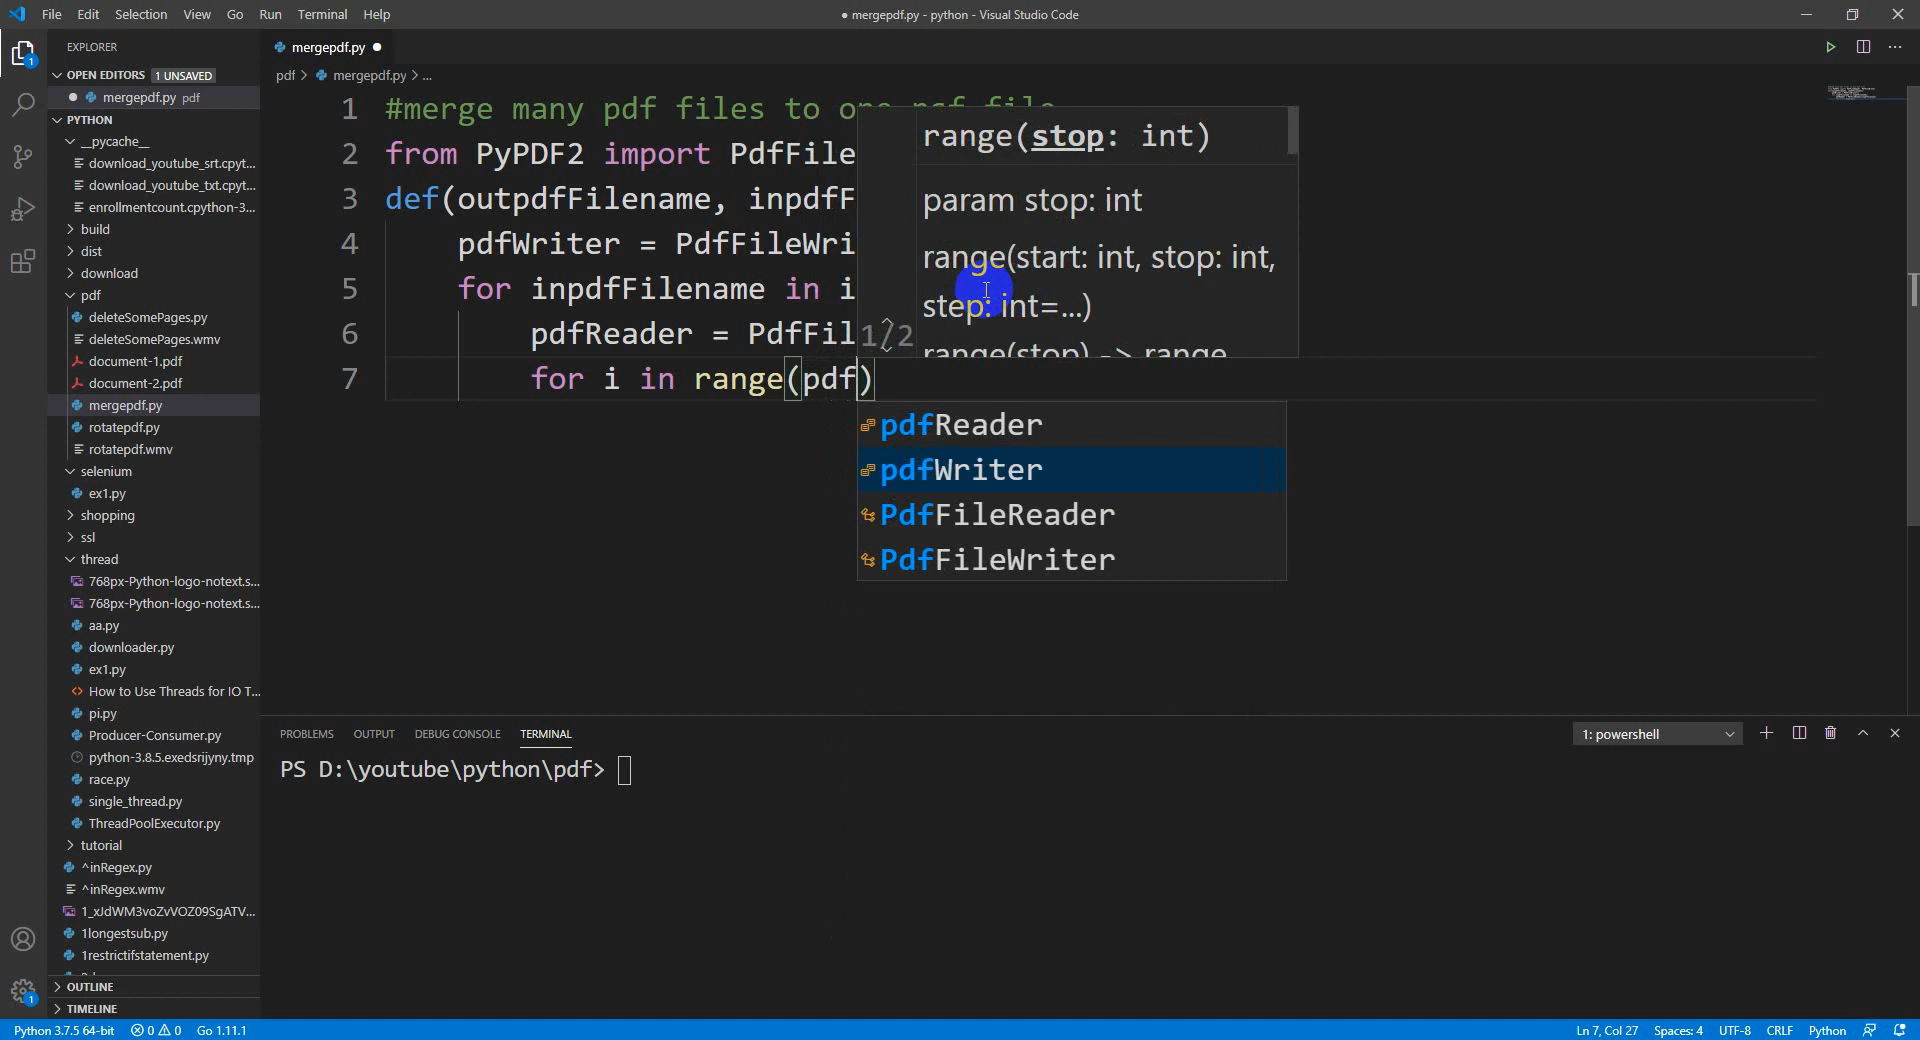 File Edit Selection View Go Run Terminal Help
● mergepdf.py - python - Visual Studio Code
EXPLORER
OPEN EDITORS 1 UNSAVED
mergepdf.py pdf
PYTHON
__pycache__
download_youtube_srt.cpyt...
download_youtube_txt.cpyt...
enrollmentcount.cpython-3...
build
dist
download
pdf
deleteSomePages.py
deleteSomePages.wmv
document-1.pdf
document-2.pdf
mergepdf.py
rotatepdf.py
rotatepdf.wmv
selenium
ex1.py
shopping
ssl
thread
768px-Python-logo-notext.s...
768px-Python-logo-notext.s...
aa.py
downloader.py
ex1.py
How to Use Threads for IO T...
pi.py
Producer-Consumer.py
python-3.8.5.exedsrijyny.tmp
race.py
single_thread.py
ThreadPoolExecutor.py
tutorial
^inRegex.py
^inRegex.wmv
1_xJdWM3voZvVOZ09SgATV...
1longestsub.py
1restrictifstatement.py
OUTLINE
TIMELINE
mergepdf.py
pdf > mergepdf.py > ...
1 #merge many pdf files to o
2 from PyPDF2 import PdfFile
3 def(outpdfFilename, inpdfF
4 pdfWriter = PdfFileWri
5 for inpdfFilename in i
6 pdfReader = PdfFil
7 for i in range(pdf)
range(stop: int)
param stop: int
range(start: int, stop: int,
step: int=...)
range(stop) -> range
1/2
pdfReader
pdfWriter
PdfFileReader
PdfFileWriter
PROBLEMS OUTPUT DEBUG CONSOLE TERMINAL
1: powershell
PS D:\youtube\python\pdf>
1
1
Python 3.7.5 64-bit 0 0 Go 1.11.1
Ln 7, Col 27 Spaces: 4 UTF-8 CRLF Python